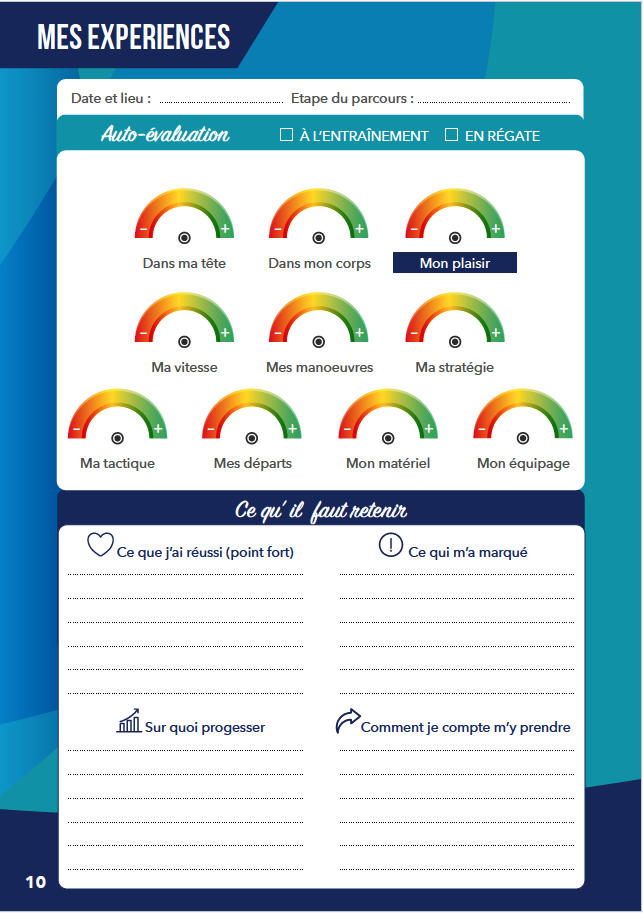 MES EXPERIENCES
Date et lieu : ........................ Etape du parcours : ........................
Auto-évaluation À L'ENTRAÎNEMENT EN RÉGATE
- + - + - +
Dans ma tête Dans mon corps Mon plaisir
- + - + - +
Ma vitesse Mes manoeuvres Ma stratégie
- + - + - + - +
Ma tactique Mes départs Mon matériel Mon équipage
Ce qu'il faut retenir
Ce que j'ai réussi (point fort) Ce qui m'a marqué
Sur quoi progesser Comment je compte m'y prendre
10